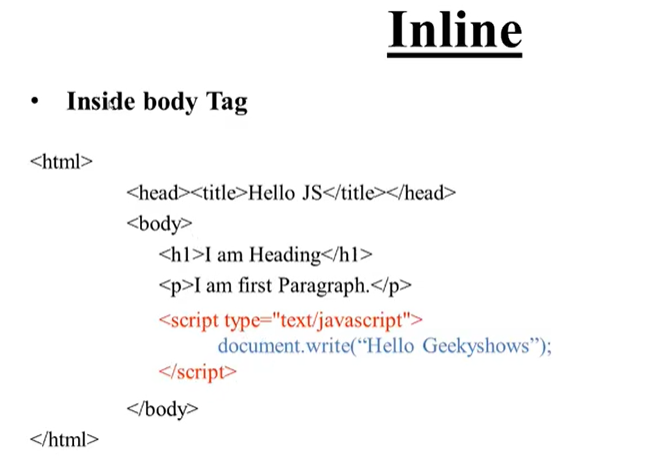 Inline
• Inside body Tag
<html>
<head><title>Hello JS</title></head>
<body>
<h1>I am Heading</h1>
<p>I am first Paragraph.</p>
<script type="text/javascript">
document.write(“Hello Geekyshows”);
</script>
</body>
</html>